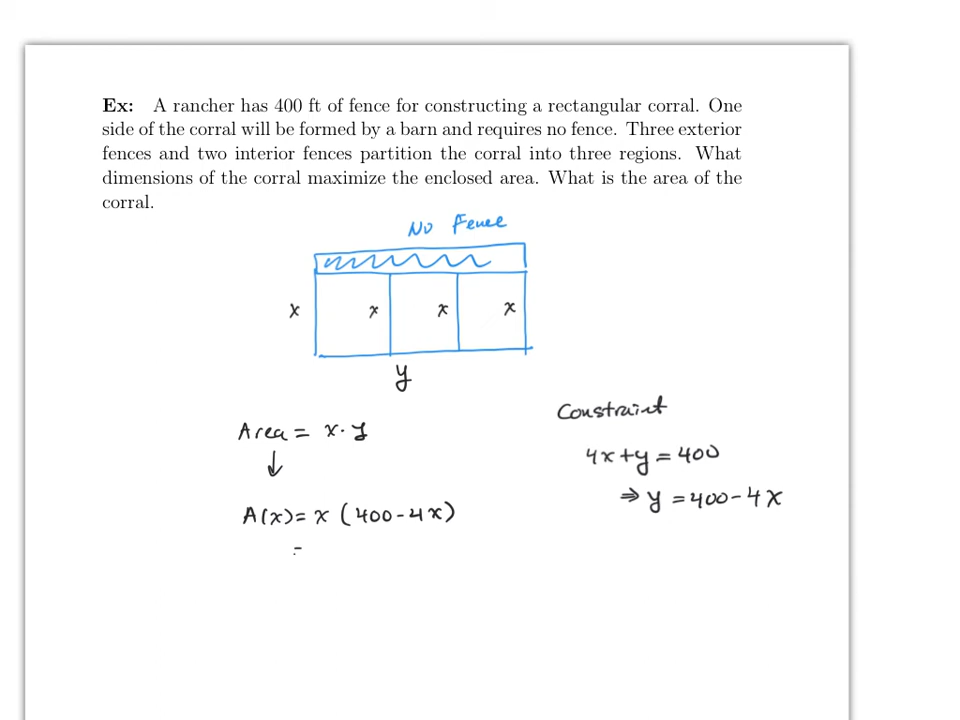 Ex: A rancher has 400 ft of fence for constructing a rectangular corral. One
side of the corral will be formed by a barn and requires no fence. Three exterior
fences and two interior fences partition the corral into three regions. What
dimensions of the corral maximize the enclosed area. What is the area of the
corral.
No Fence
x x x x
y
Constraint
Area = x·y
4x+y=400
↓
⇒ y=400-4x
A(x)= x (400-4x)
=